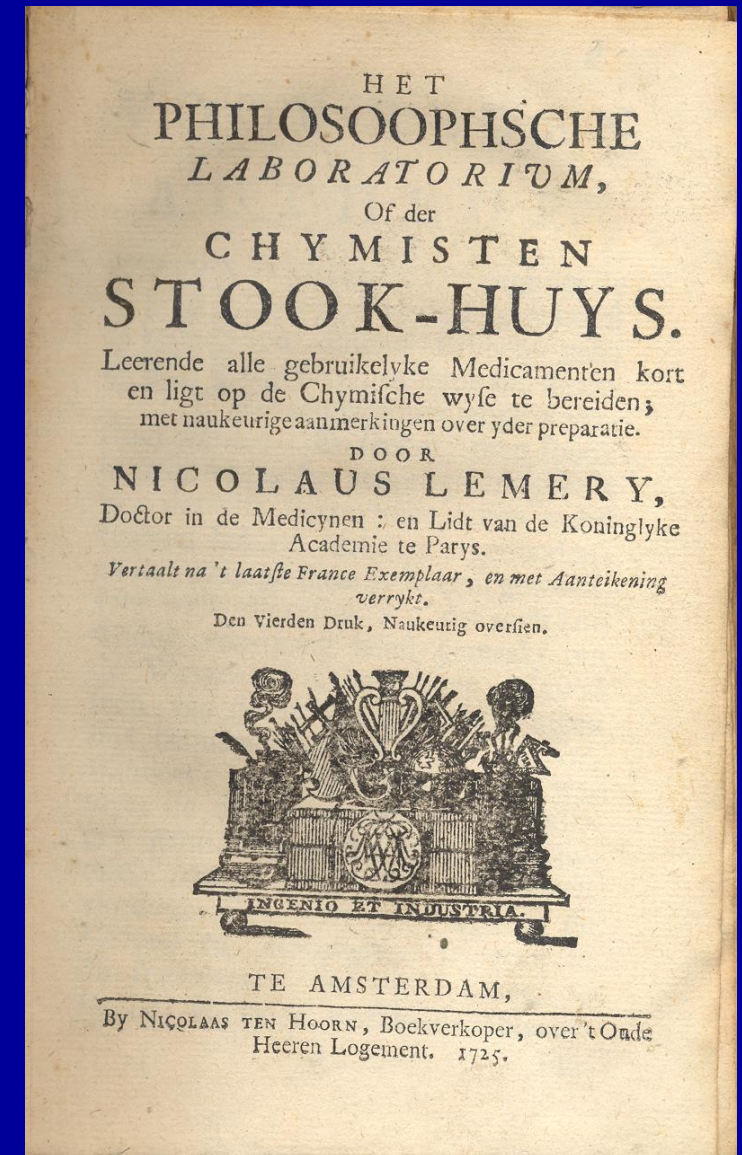 HET
PHILOSOOPHSCHE
LABORATORIUM,
Of der
CHYMISTEN
STOOK-HUYS.
Leerende alle gebruikelyke Medicamenten kort
en ligt op de Chymiſche wyſe te bereiden;
met naukeurige aanmerkingen over yder preparatie.
DOOR
NICOLAUS LEMERY,
Doctor in de Medicynen : en Lidt van de Koninglyke
Academie te Parys.
Vertaalt na 't laatſte France Exemplaar, en met Aanteikening
verrykt.
Den Vierden Druk, Naukeurig overſien.
INGENIO ET INDUSTRIA.
TE AMSTERDAM,
By NICOLAAS TEN HOORN, Boekverkoper, over 't Oude
Heeren Logement. 1725.